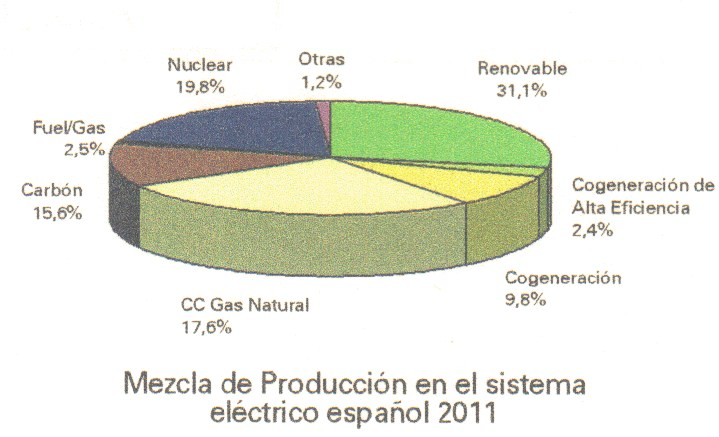 Otras
1,2%
Nuclear
19,8%
Renovable
31,1%
Fuel/Gas
2,5%
Carbón
15,6%
Cogeneración de
Alta Eficiencia
2,4%
Cogeneración
9,8%
CC Gas Natural
17,6%
Mezcla de Producción en el sistema
eléctrico español 2011